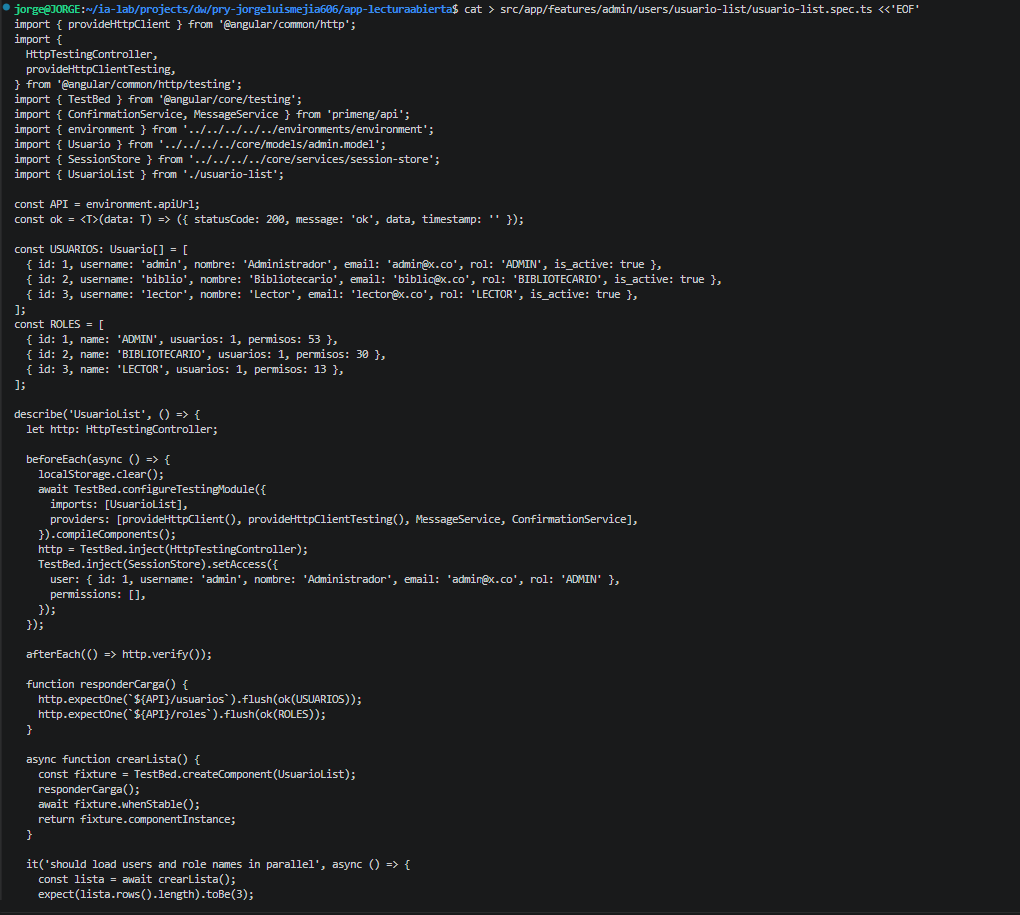 jorge@JORGE:~/ia-lab/projects/dw/pry-jorgeluismejia606/app-lecturaabierta$ cat > src/app/features/admin/users/usuario-list/usuario-list.spec.ts <<'EOF'
import { provideHttpClient } from '@angular/common/http';
import {
  HttpTestingController,
  provideHttpClientTesting,
} from '@angular/common/http/testing';
import { TestBed } from '@angular/core/testing';
import { ConfirmationService, MessageService } from 'primeng/api';
import { environment } from '../../../../../environments/environment';
import { Usuario } from '../../../../core/models/admin.model';
import { SessionStore } from '../../../../core/services/session-store';
import { UsuarioList } from './usuario-list';

const API = environment.apiUrl;
const ok = <T>(data: T) => ({ statusCode: 200, message: 'ok', data, timestamp: '' });

const USUARIOS: Usuario[] = [
  { id: 1, username: 'admin', nombre: 'Administrador', email: 'admin@x.co', rol: 'ADMIN', is_active: true },
  { id: 2, username: 'biblio', nombre: 'Bibliotecario', email: 'biblio@x.co', rol: 'BIBLIOTECARIO', is_active: true },
  { id: 3, username: 'lector', nombre: 'Lector', email: 'lector@x.co', rol: 'LECTOR', is_active: true },
];
const ROLES = [
  { id: 1, name: 'ADMIN', usuarios: 1, permisos: 53 },
  { id: 2, name: 'BIBLIOTECARIO', usuarios: 1, permisos: 30 },
  { id: 3, name: 'LECTOR', usuarios: 1, permisos: 13 },
];

describe('UsuarioList', () => {
  let http: HttpTestingController;

  beforeEach(async () => {
    localStorage.clear();
    await TestBed.configureTestingModule({
      imports: [UsuarioList],
      providers: [provideHttpClient(), provideHttpClientTesting(), MessageService, ConfirmationService],
    }).compileComponents();
    http = TestBed.inject(HttpTestingController);
    TestBed.inject(SessionStore).setAccess({
      user: { id: 1, username: 'admin', nombre: 'Administrador', email: 'admin@x.co', rol: 'ADMIN' },
      permissions: [],
    });
  });

  afterEach(() => http.verify());

  function responderCarga() {
    http.expectOne(`${API}/usuarios`).flush(ok(USUARIOS));
    http.expectOne(`${API}/roles`).flush(ok(ROLES));
  }

  async function crearLista() {
    const fixture = TestBed.createComponent(UsuarioList);
    responderCarga();
    await fixture.whenStable();
    return fixture.componentInstance;
  }

  it('should load users and role names in parallel', async () => {
    const lista = await crearLista();
    expect(lista.rows().length).toBe(3);